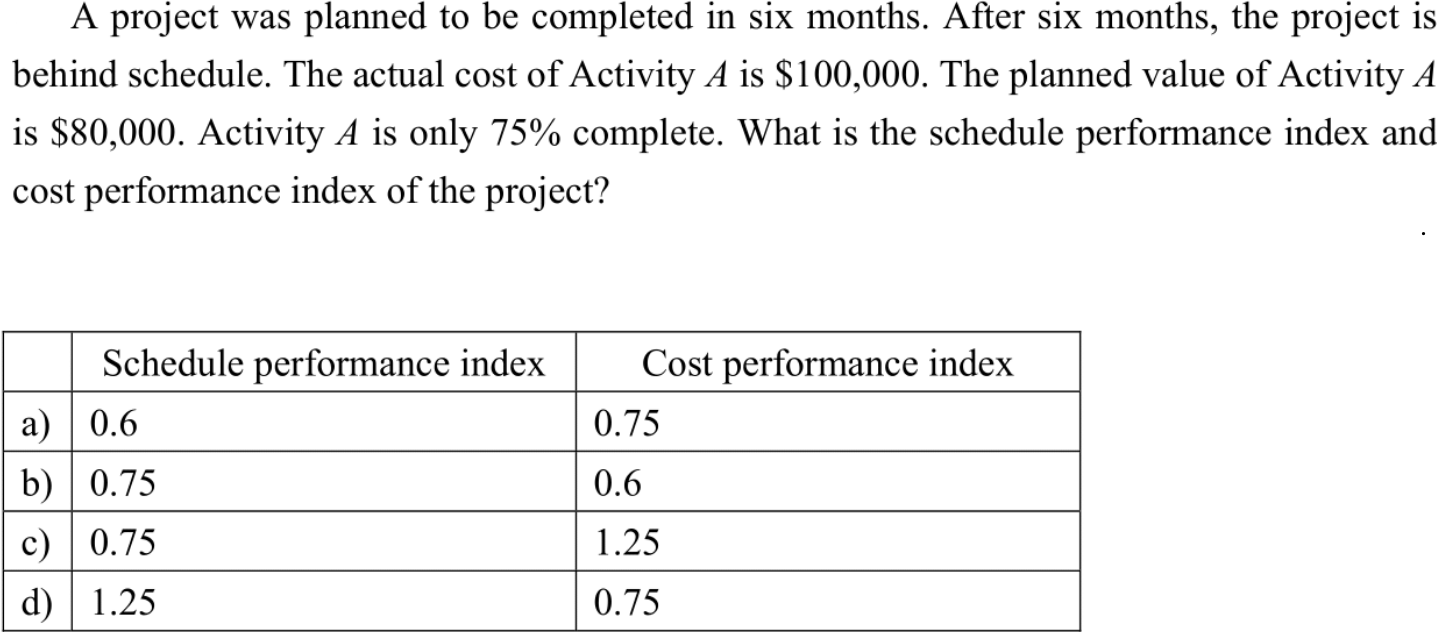 A project was planned to be completed in six months. After six months, the project is
behind schedule. The actual cost of Activity A is $100,000. The planned value of Activity A
is $80,000. Activity A is only 75% complete. What is the schedule performance index and
cost performance index of the project?
.
Schedule performance index Cost performance index
a) 0.6 0.75
b) 0.75 0.6
c) 0.75 1.25
d) 1.25 0.75